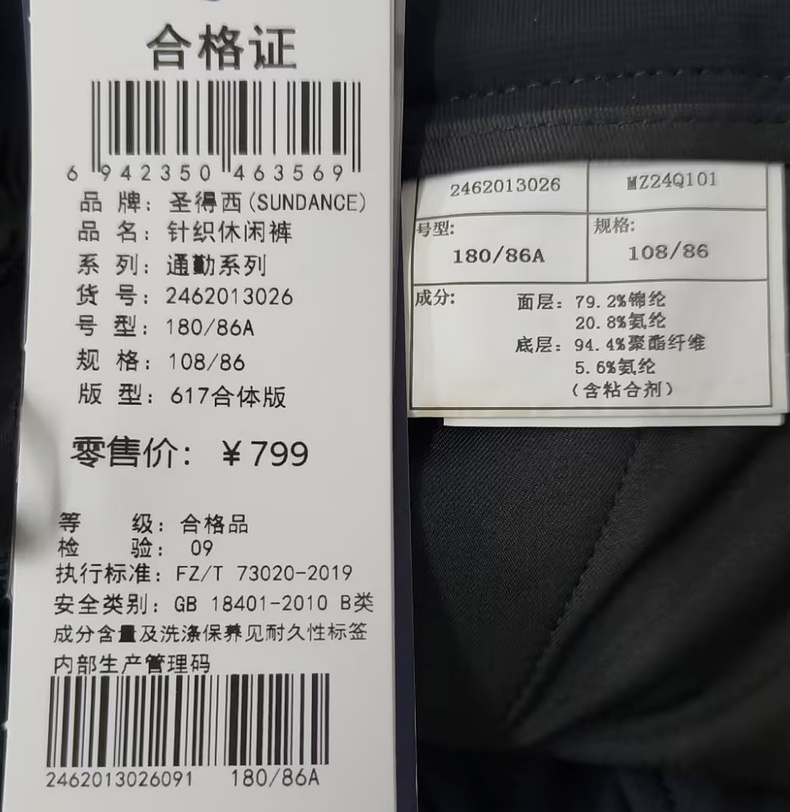 合格证
6 942350 463569
品 牌: 圣得西(SUNDANCE)
品 名: 针织休闲裤
系 列: 通勤系列
货 号: 2462013026
号 型: 180/86A
规 格: 108/86
版 型: 617合体版
零售价: ￥799
等 级: 合格品
检 验: 09
执行标准: FZ/T 73020-2019
安全类别: GB 18401-2010 B类
成分含量及洗涤保养见耐久性标签
内部生产管理码
2462013026091 180/86A
2462013026 MZ24Q101
号型: 规格:
180/86A 108/86
成分: 面层: 79.2%锦纶
20.8%氨纶
底层: 94.4%聚酯纤维
5.6%氨纶
(含粘合剂)